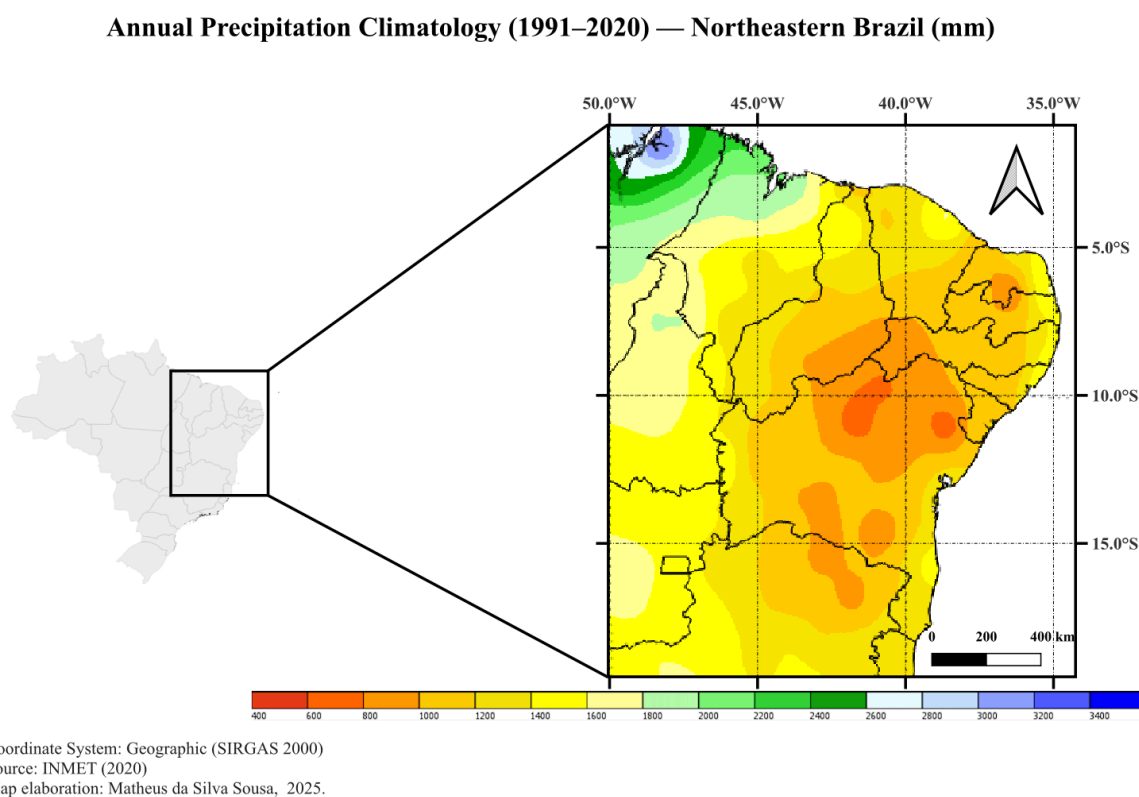 Annual Precipitation Climatology (1991–2020) — Northeastern Brazil (mm)
50.0°W 45.0°W 40.0°W 35.0°W
5.0°S
10.0°S
15.0°S
0 200 400 km
400 600 800 1000 1200 1400 1600 1800 2000 2200 2400 2600 2800 3000 3200 3400
oordinate System: Geographic (SIRGAS 2000)
ource: INMET (2020)
ap elaboration: Matheus da Silva Sousa, 2025.